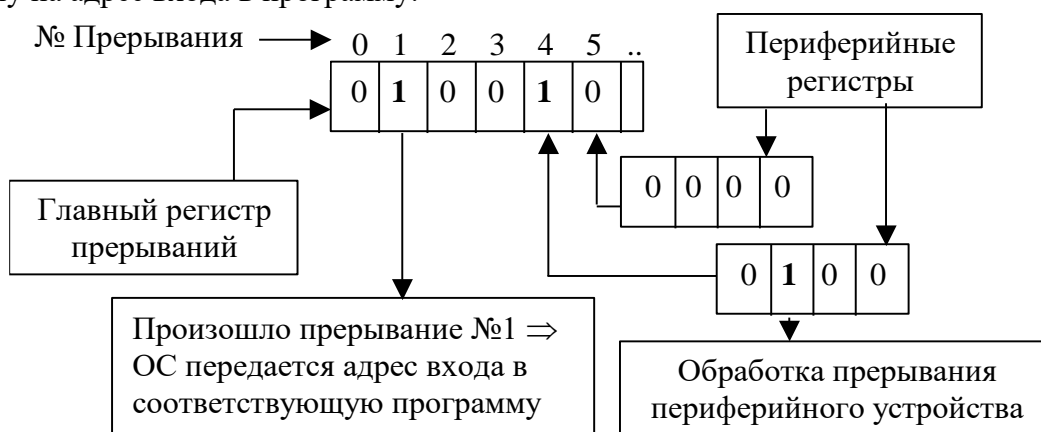 му на адрес входа в программу.
№ Прерывания
0 1 2 3 4 5 ..
0 1 0 0 1 0
Периферийные
регистры
0 0 0 0
Главный регистр
прерываний
0 1 0 0
Произошло прерывание №1 ⇒
ОС передается адрес входа в
соответствующую программу
Обработка прерывания
периферийного устройства